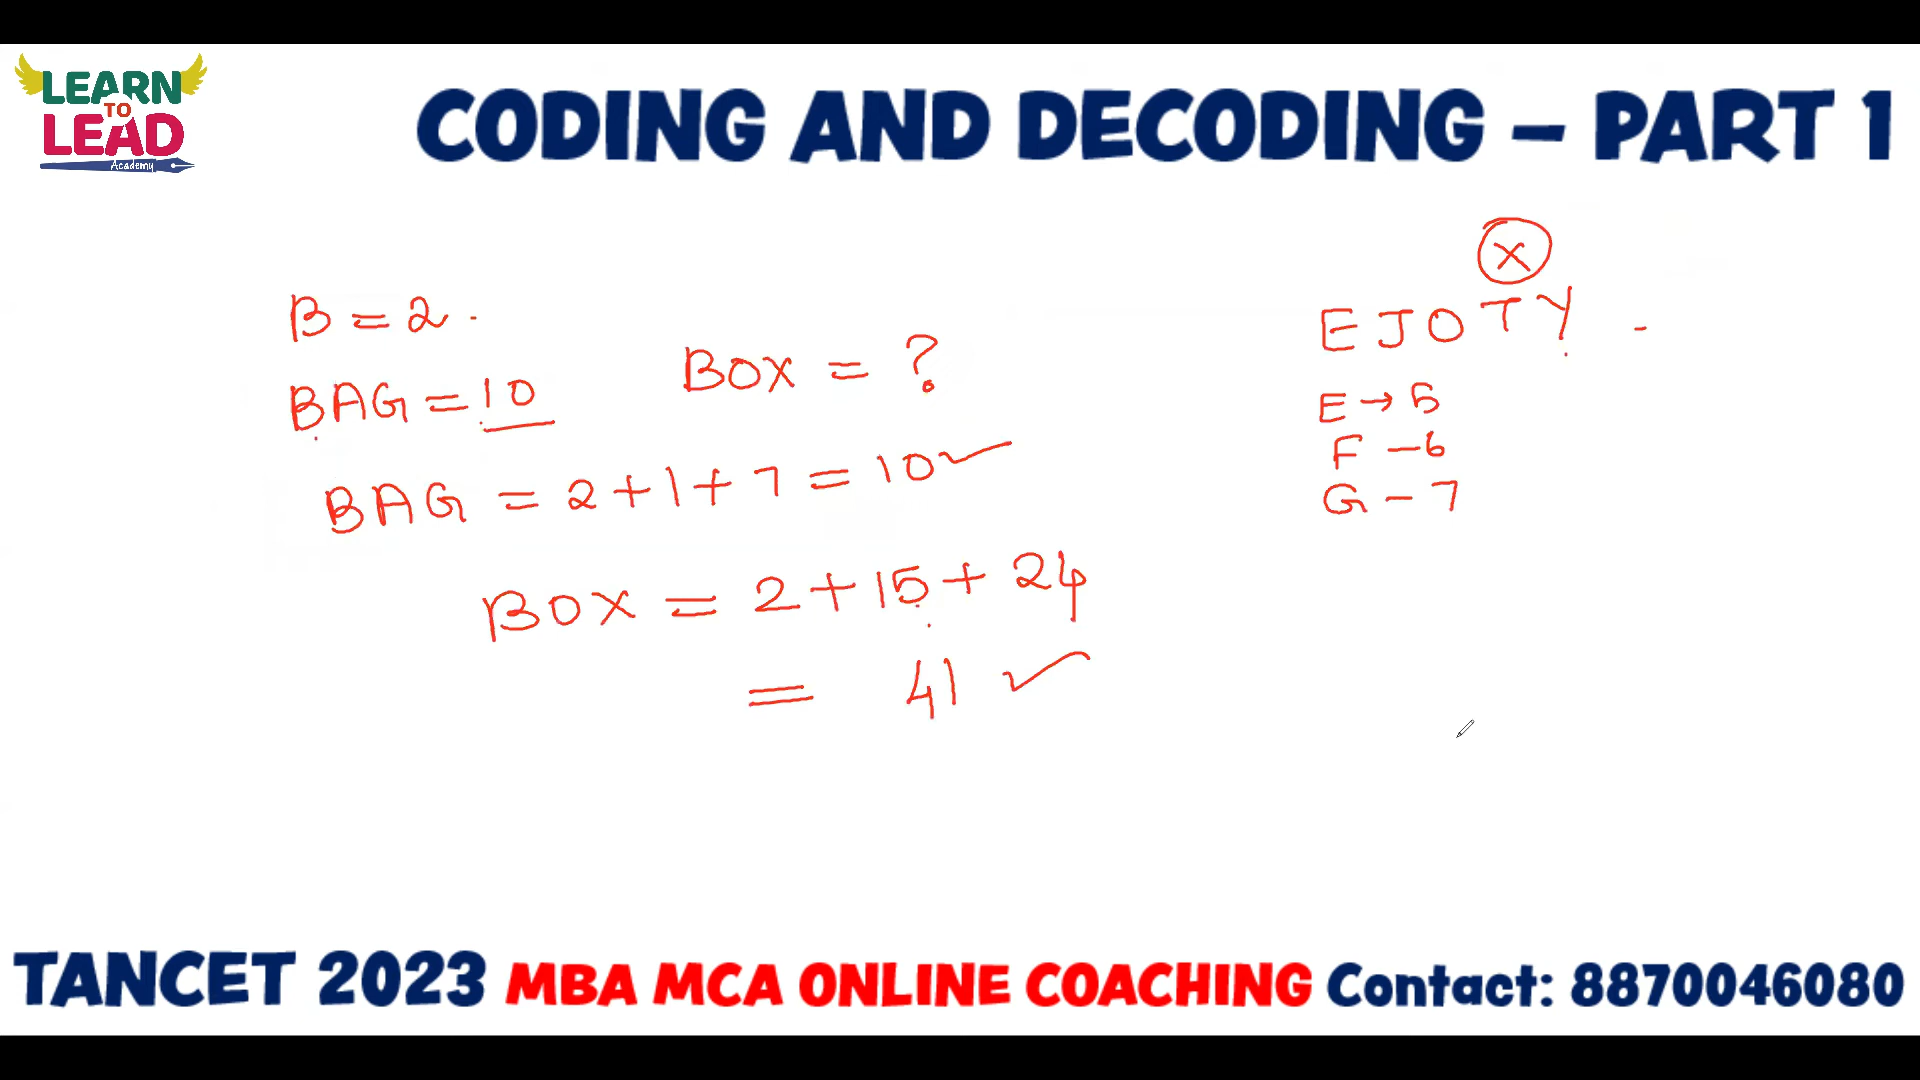 LEARN
TO
LEAD
Academy
CODING AND DECODING – PART 1
B = 2.
BAG = 10
BOX = ?
BAG = 2+1+7 = 10 ✓
BOX = 2+15+24
= 41 ✓
X
EJOTY -
E → 5
F - 6
G - 7
TANCET 2023 MBA MCA ONLINE COACHING Contact: 8870046080